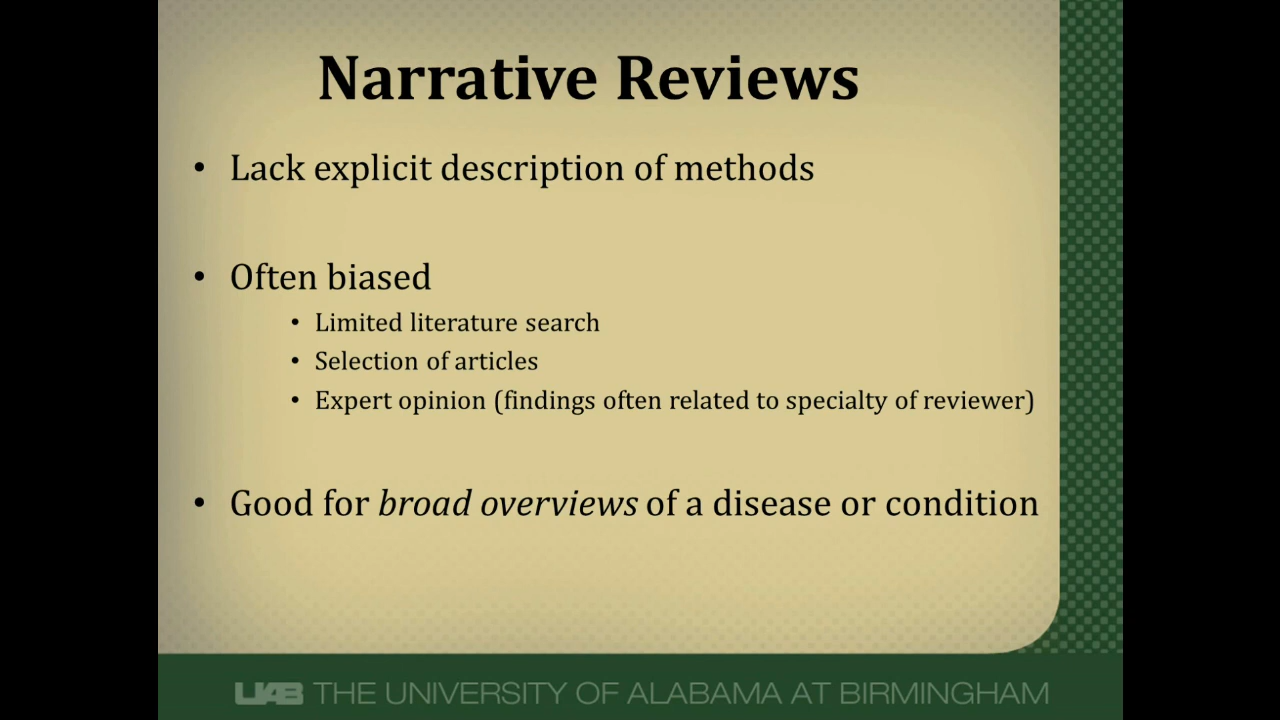 Narrative Reviews
• Lack explicit description of methods
• Often biased
• Limited literature search
• Selection of articles
• Expert opinion (findings often related to specialty of reviewer)
• Good for broad overviews of a disease or condition
UAB THE UNIVERSITY OF ALABAMA AT BIRMINGHAM